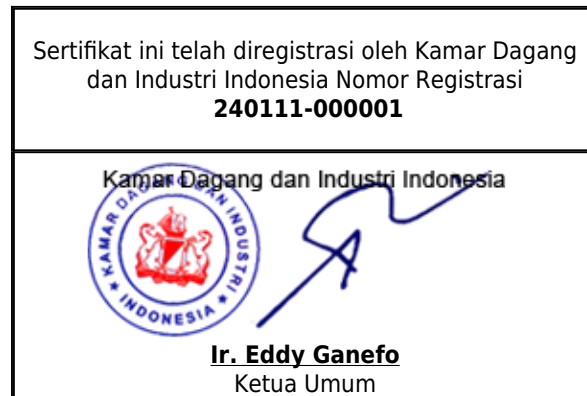 Sertifikat ini telah diregistrasi oleh Kamar Dagang
dan Industri Indonesia Nomor Registrasi
240111-000001
Kamar Dagang dan Industri Indonesia
KAMAR DAGANG DAN INDUSTRI
INDONESIA
Ir. Eddy Ganefo
Ketua Umum